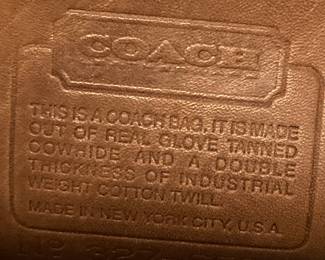 COACH
THIS IS A COACH BAG. IT IS MADE
OUT OF REAL GLOVE TANNED
COWHIDE AND A DOUBLE
THICKNESS OF INDUSTRIAL
WEIGHT COTTON TWILL.
MADE IN NEW YORK CITY, U.S.A.